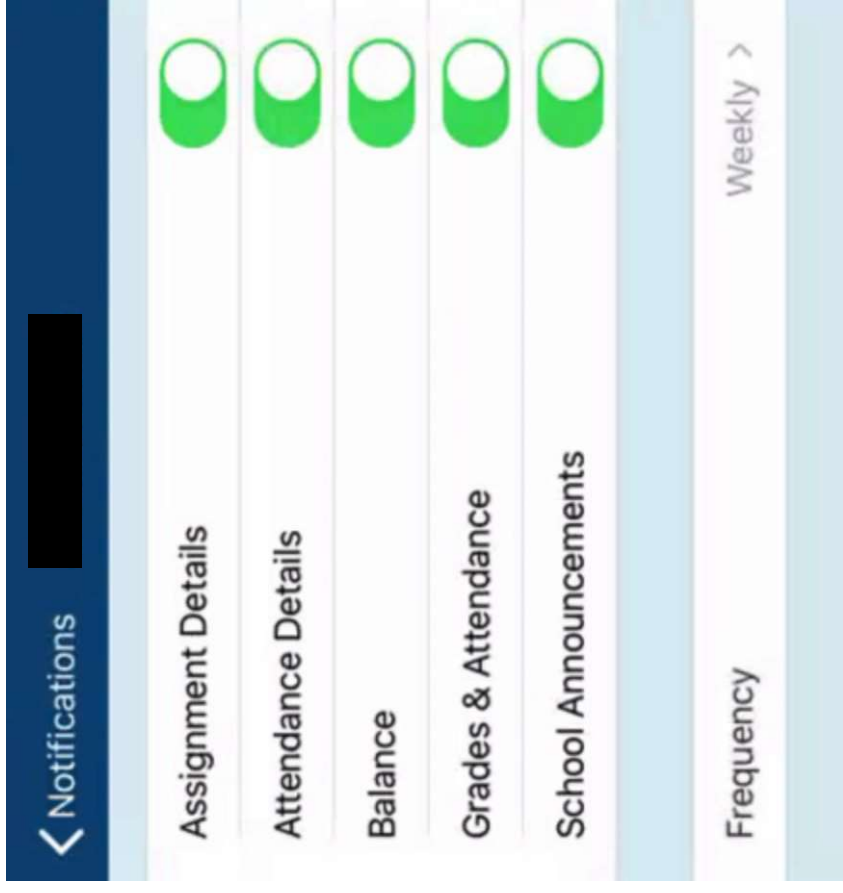 Notifications
Assignment Details
Attendance Details
Balance
Grades & Attendance
School Announcements
Frequency Weekly >